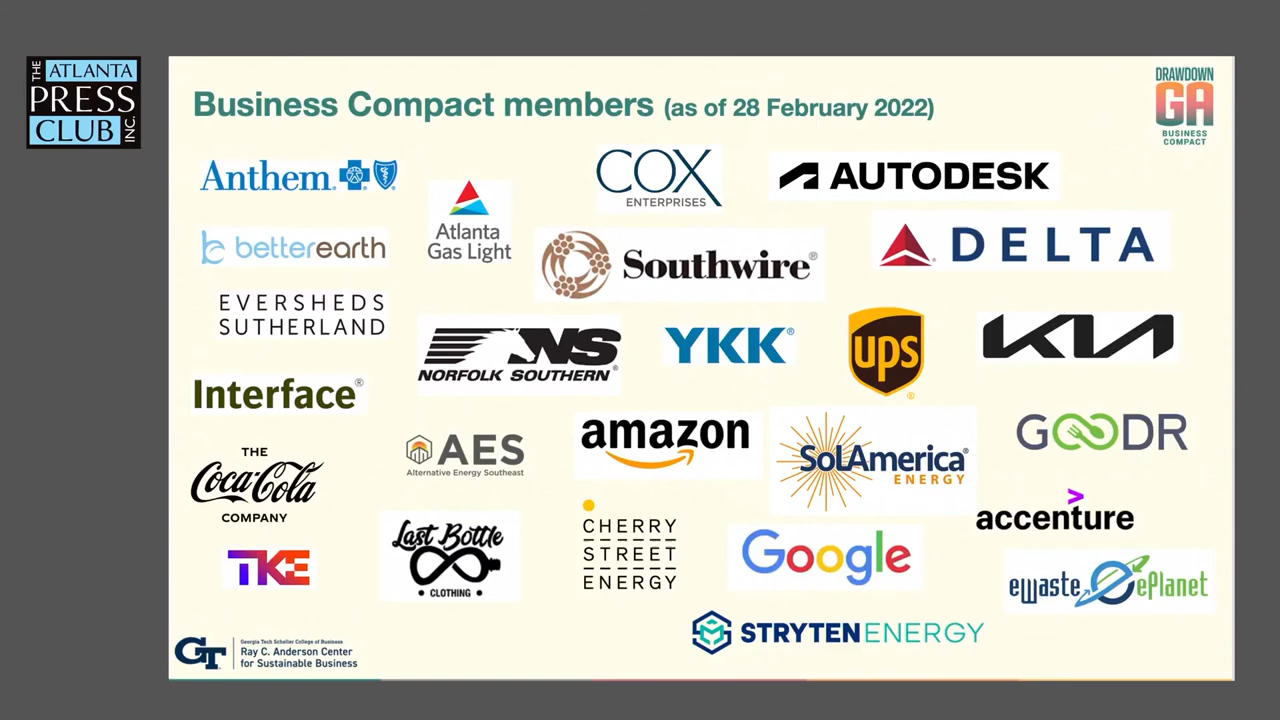 THE
ATLANTA
PRESS
CLUB
INC.
Business Compact members (as of 28 February 2022)
DRAWDOWN
GA
BUSINESS
COMPACT
Anthem®
COX
ENTERPRISES
AUTODESK
Atlanta
Gas Light
betterearth
Southwire®
DELTA
EVERSHEDS
SUTHERLAND
NS
NORFOLK SOUTHERN®
YKK®
ups®
KIA
Interface®
THE
Coca-Cola
COMPANY
AES
Alternative Energy Southeast
amazon
SolAmerica®
ENERGY
GOODR
accenture
TKE
Last Bottle
CLOTHING
CHERRY
STREET
ENERGY
Google
ewaste ePlanet
STRYTEN ENERGY
GT
Georgia Tech Scheller College of Business
Ray C. Anderson Center
for Sustainable Business